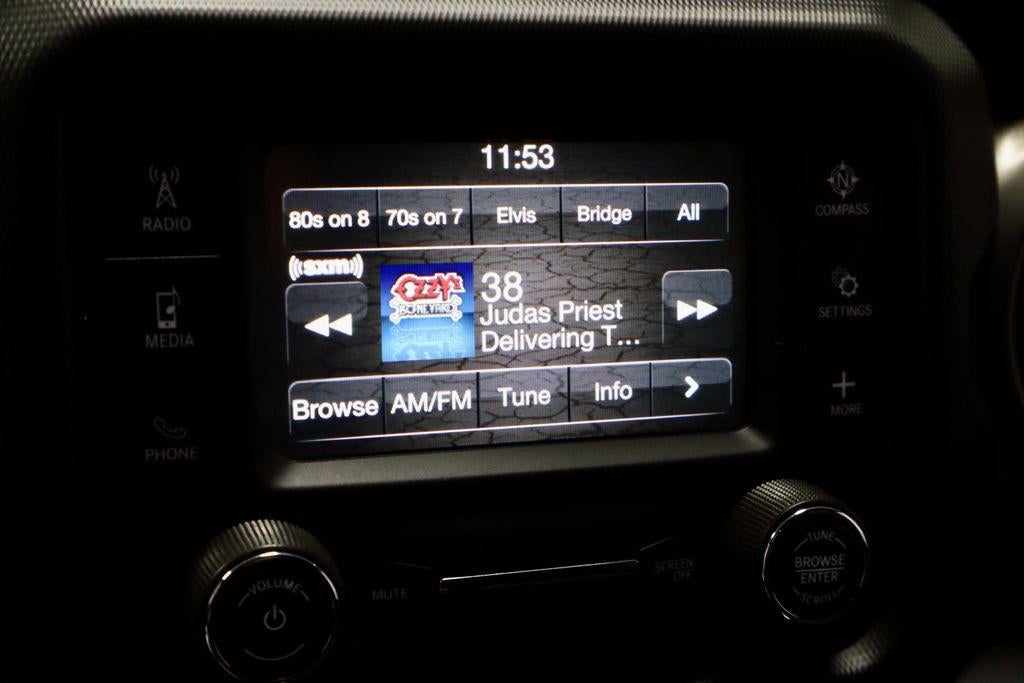 11:53
80s on 8
70s on 7
Elvis
Bridge
All
((sxm))
OZZY's
BONEYARD
38
Judas Priest
Delivering T...
Browse
AM/FM
Tune
Info
>
RADIO
MEDIA
PHONE
N
COMPASS
SETTINGS
+
MORE
VOLUME
MUTE
SCREEN
OFF
TUNE
BROWSE
ENTER
SCROLL